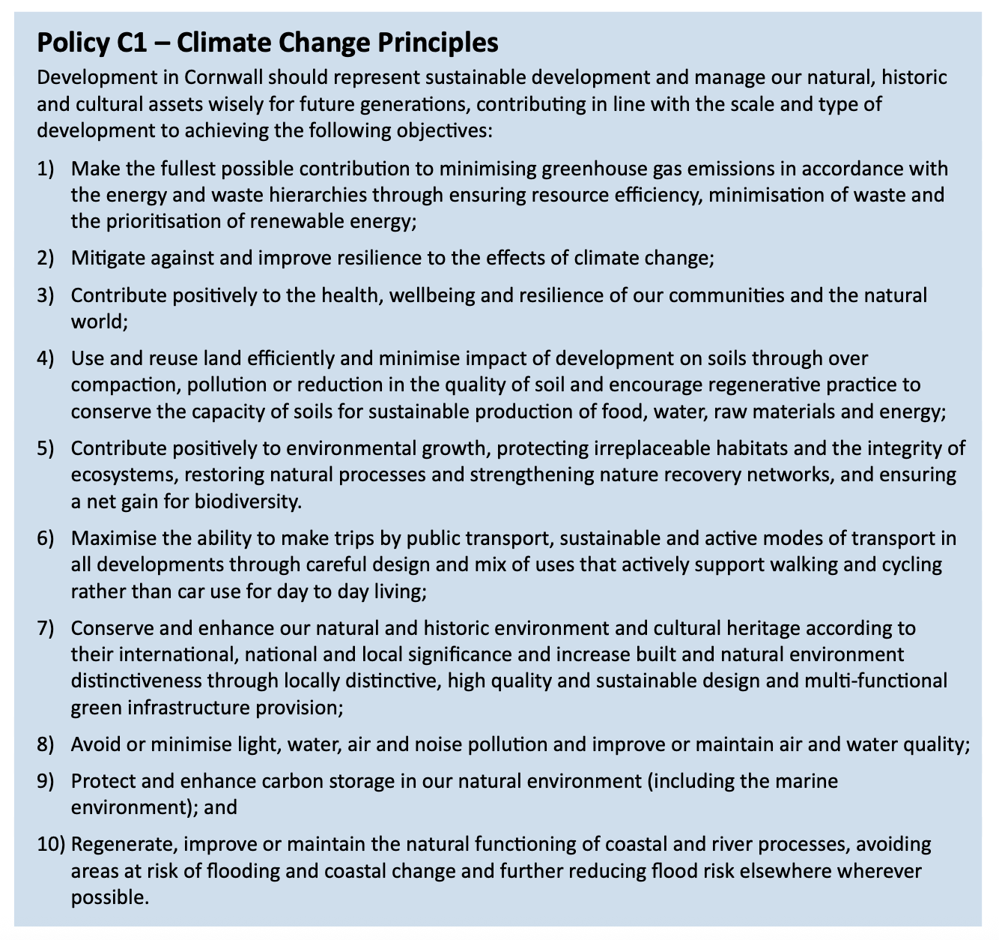 Policy C1 – Climate Change Principles
Development in Cornwall should represent sustainable development and manage our natural, historic
and cultural assets wisely for future generations, contributing in line with the scale and type of
development to achieving the following objectives:
1) Make the fullest possible contribution to minimising greenhouse gas emissions in accordance with
the energy and waste hierarchies through ensuring resource efficiency, minimisation of waste and
the prioritisation of renewable energy;
2) Mitigate against and improve resilience to the effects of climate change;
3) Contribute positively to the health, wellbeing and resilience of our communities and the natural
world;
4) Use and reuse land efficiently and minimise impact of development on soils through over
compaction, pollution or reduction in the quality of soil and encourage regenerative practice to
conserve the capacity of soils for sustainable production of food, water, raw materials and energy;
5) Contribute positively to environmental growth, protecting irreplaceable habitats and the integrity of
ecosystems, restoring natural processes and strengthening nature recovery networks, and ensuring
a net gain for biodiversity.
6) Maximise the ability to make trips by public transport, sustainable and active modes of transport in
all developments through careful design and mix of uses that actively support walking and cycling
rather than car use for day to day living;
7) Conserve and enhance our natural and historic environment and cultural heritage according to
their international, national and local significance and increase built and natural environment
distinctiveness through locally distinctive, high quality and sustainable design and multi-functional
green infrastructure provision;
8) Avoid or minimise light, water, air and noise pollution and improve or maintain air and water quality;
9) Protect and enhance carbon storage in our natural environment (including the marine
environment); and
10) Regenerate, improve or maintain the natural functioning of coastal and river processes, avoiding
areas at risk of flooding and coastal change and further reducing flood risk elsewhere wherever
possible.